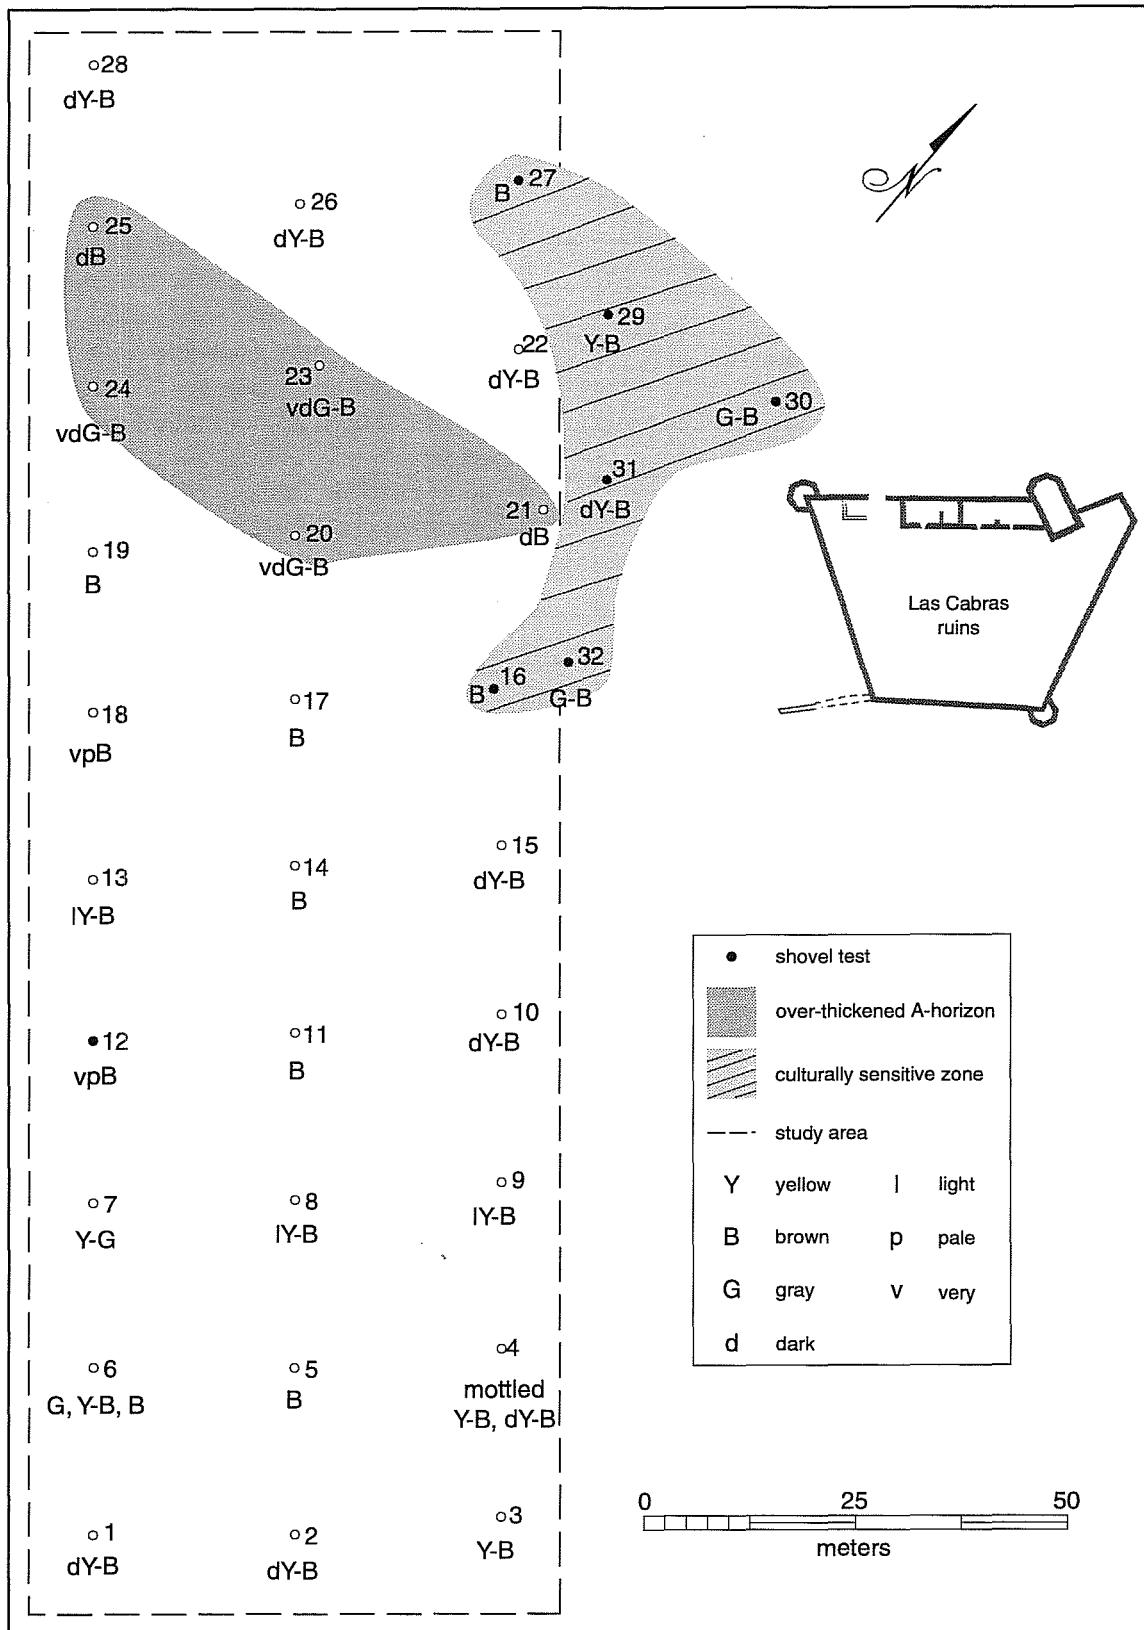 28
dY-B
27
B
26
dY-B
25
dB
29
Y-B
22
dY-B
23
vdG-B
24
vdG-B
30
G-B
31
dY-B
21
dB
20
vdG-B
19
B
N
Las Cabras
ruins
32
G-B
16
B
17
B
18
vpB
15
dY-B
14
B
13
lY-B
10
dY-B
11
B
12
vpB
9
lY-B
8
lY-B
7
Y-G
4
mottled
Y-B, dY-B
5
B
6
G, Y-B, B
3
Y-B
2
dY-B
1
dY-B
shovel test
over-thickened A-horizon
culturally sensitive zone
study area
Y yellow l light
B brown p pale
G gray v very
d dark
0 25 50
meters